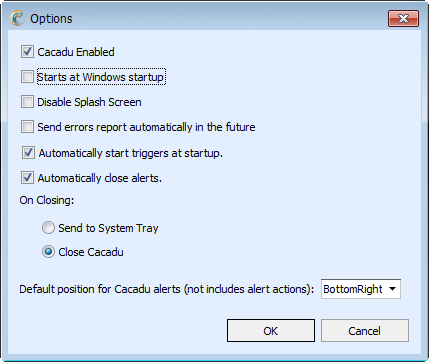 Options
Cacadu Enabled
Starts at Windows startup
Disable Splash Screen
Send errors report automatically in the future
Automatically start triggers at startup.
Automatically close alerts.
On Closing:
Send to System Tray
Close Cacadu
Default position for Cacadu alerts (not includes alert actions): BottomRight
OK Cancel